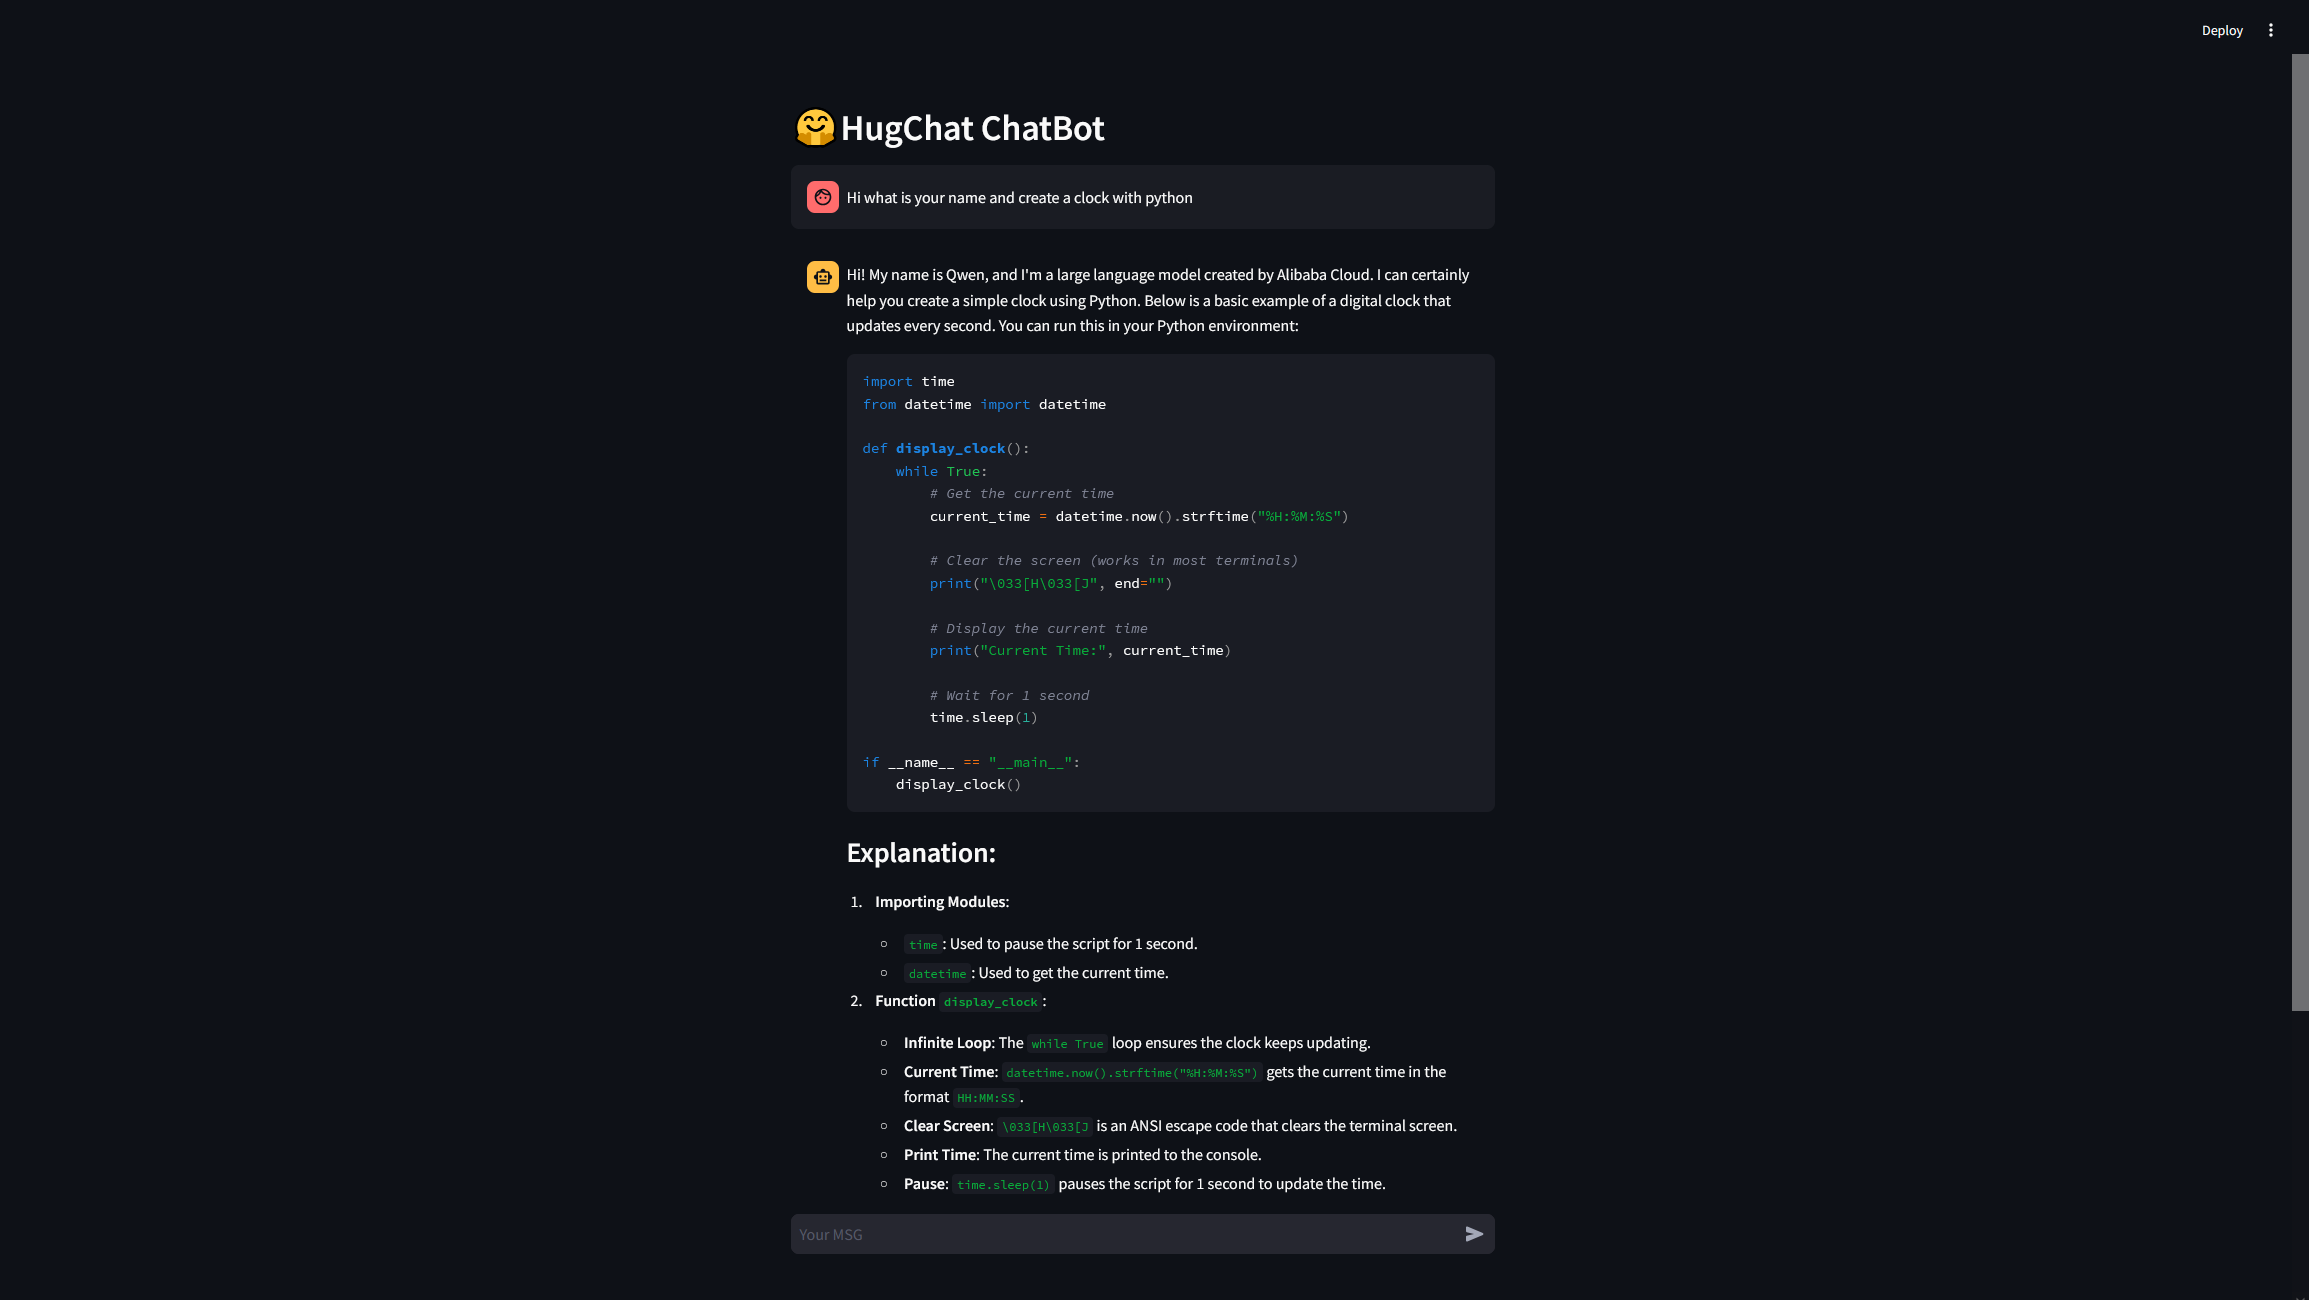 Deploy
HugChat ChatBot
Hi what is your name and create a clock with python
Hi! My name is Qwen, and I'm a large language model created by Alibaba Cloud. I can certainly
help you create a simple clock using Python. Below is a basic example of a digital clock that
updates every second. You can run this in your Python environment:
import time
from datetime import datetime
def display_clock():
    while True:
        # Get the current time
        current_time = datetime.now().strftime("%H:%M:%S")
        # Clear the screen (works in most terminals)
        print("\033[H\033[J", end="")
        # Display the current time
        print("Current Time:", current_time)
        # Wait for 1 second
        time.sleep(1)
if __name__ == "__main__":
    display_clock()
Explanation:
1. Importing Modules:
○ time: Used to pause the script for 1 second.
○ datetime: Used to get the current time.
2. Function display_clock:
○ Infinite Loop: The while True loop ensures the clock keeps updating.
○ Current Time: datetime.now().strftime("%H:%M:%S") gets the current time in the
format HH:MM:SS.
○ Clear Screen: \033[H\033[J is an ANSI escape code that clears the terminal screen.
○ Print Time: The current time is printed to the console.
○ Pause: time.sleep(1) pauses the script for 1 second to update the time.
Your MSG